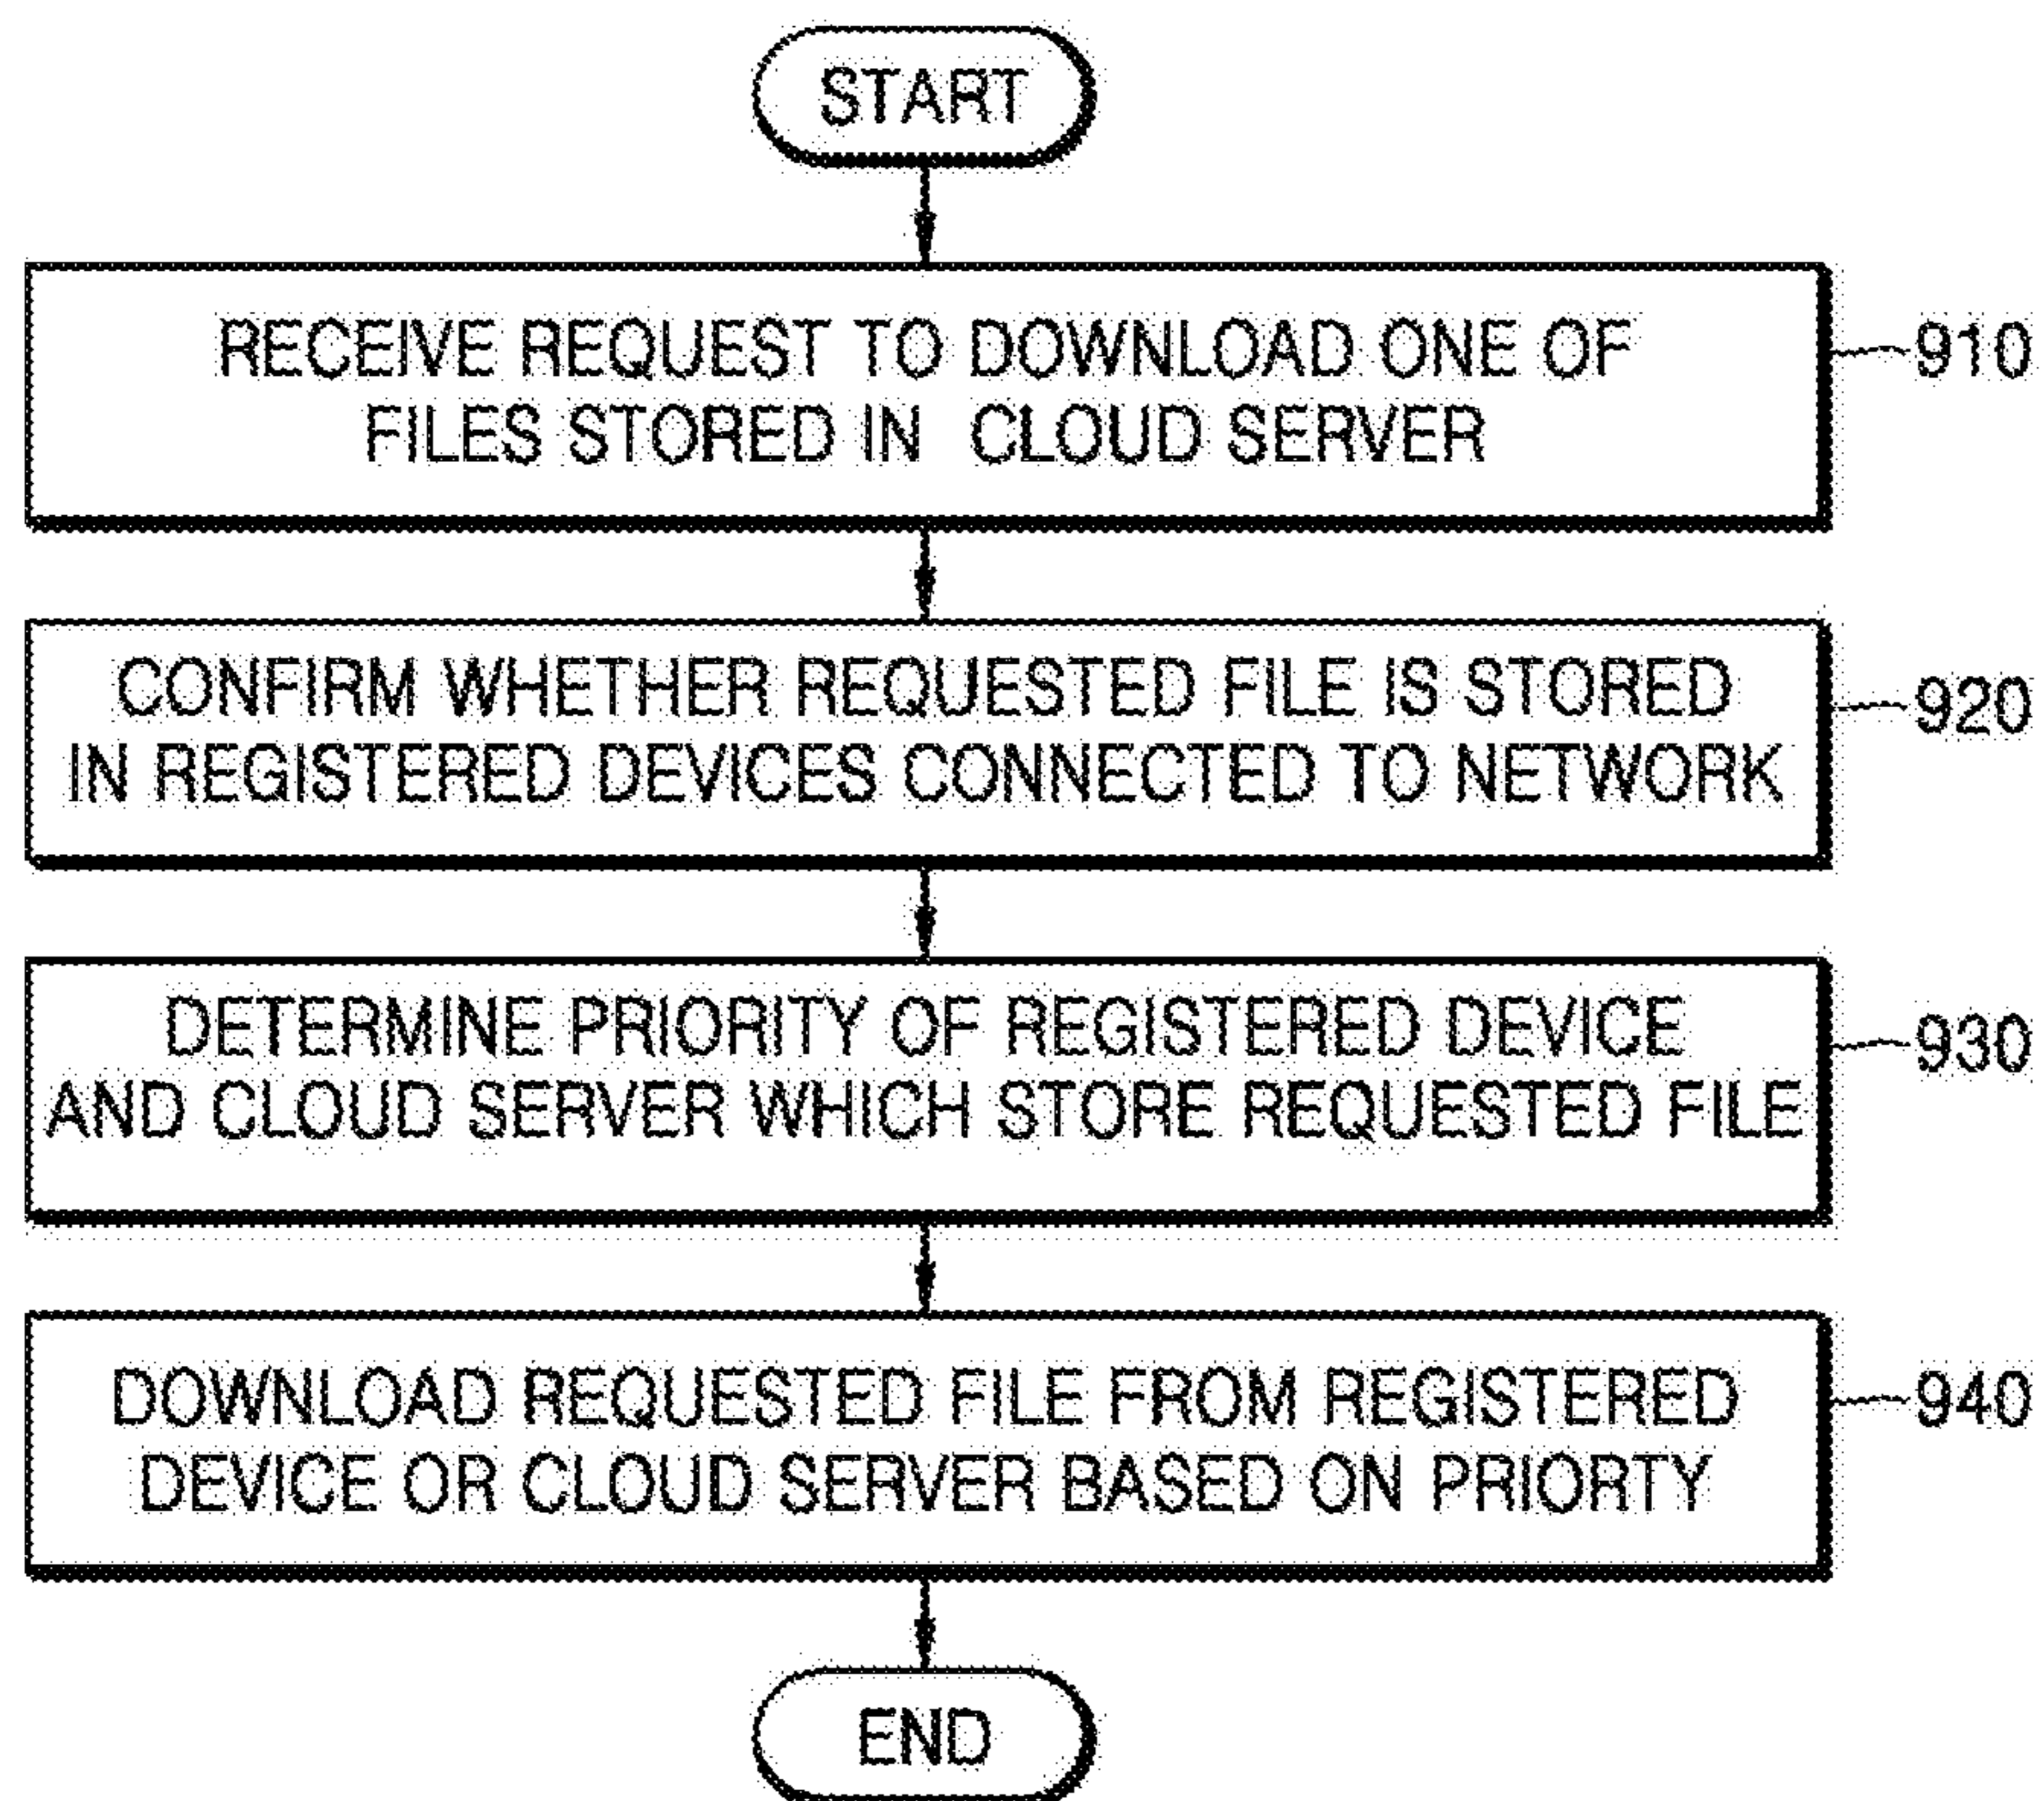 START
RECEIVE REQUEST TO DOWNLOAD ONE OF
FILES STORED IN CLOUD SERVER
910
CONFIRM WHETHER REQUESTED FILE IS STORED
IN REGISTERED DEVICES CONNECTED TO NETWORK
920
DETERMINE PRIORITY OF REGISTERED DEVICE
AND CLOUD SERVER WHICH STORE REQUESTED FILE
930
DOWNLOAD REQUESTED FILE FROM REGISTERED
DEVICE OR CLOUD SERVER BASED ON PRIORTY
940
END